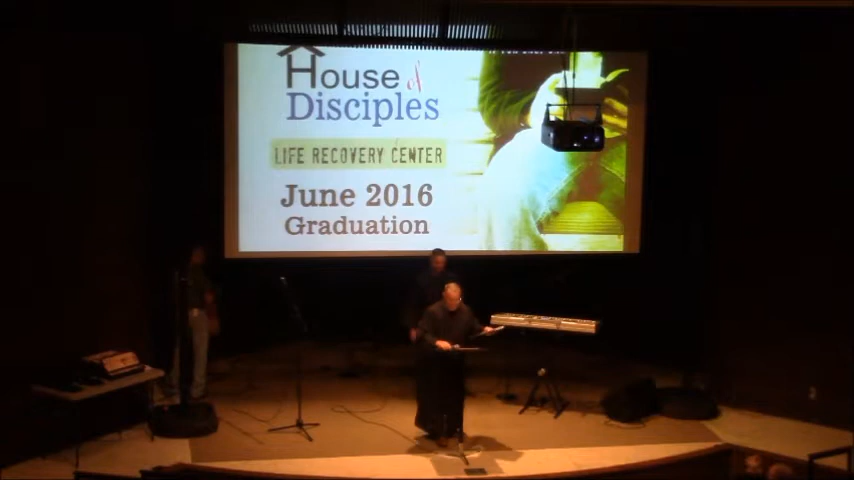 House of
Disciples
LIFE RECOVERY CENTER
June 2016
Graduation